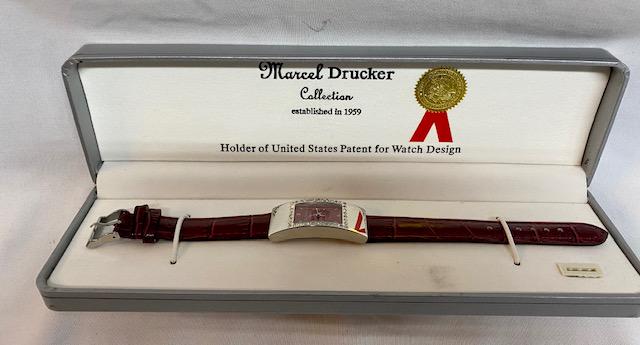 Marcel Drucker
Collection
established in 1959
Holder of United States Patent for Watch Design